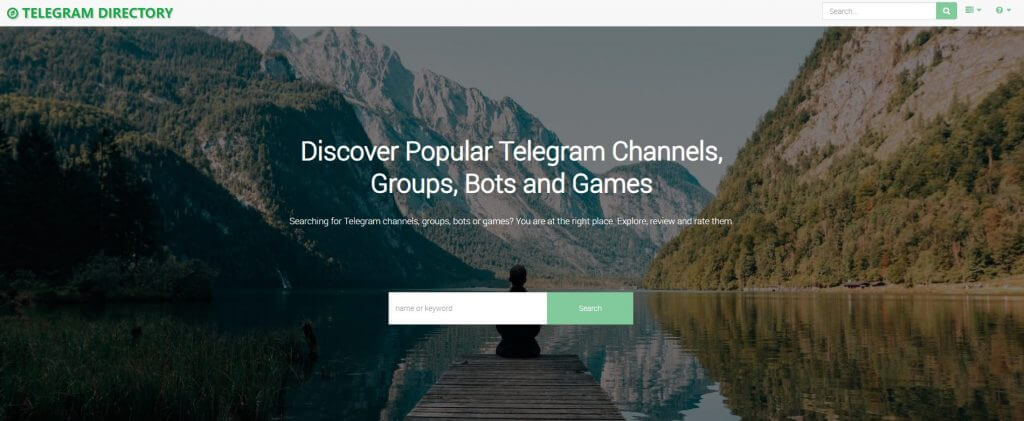 TELEGRAM DIRECTORY
Search...
Discover Popular Telegram Channels,
Groups, Bots and Games
Searching for Telegram channels, groups, bots or games? You are at the right place. Explore, review and rate them.
name or keyword
Search